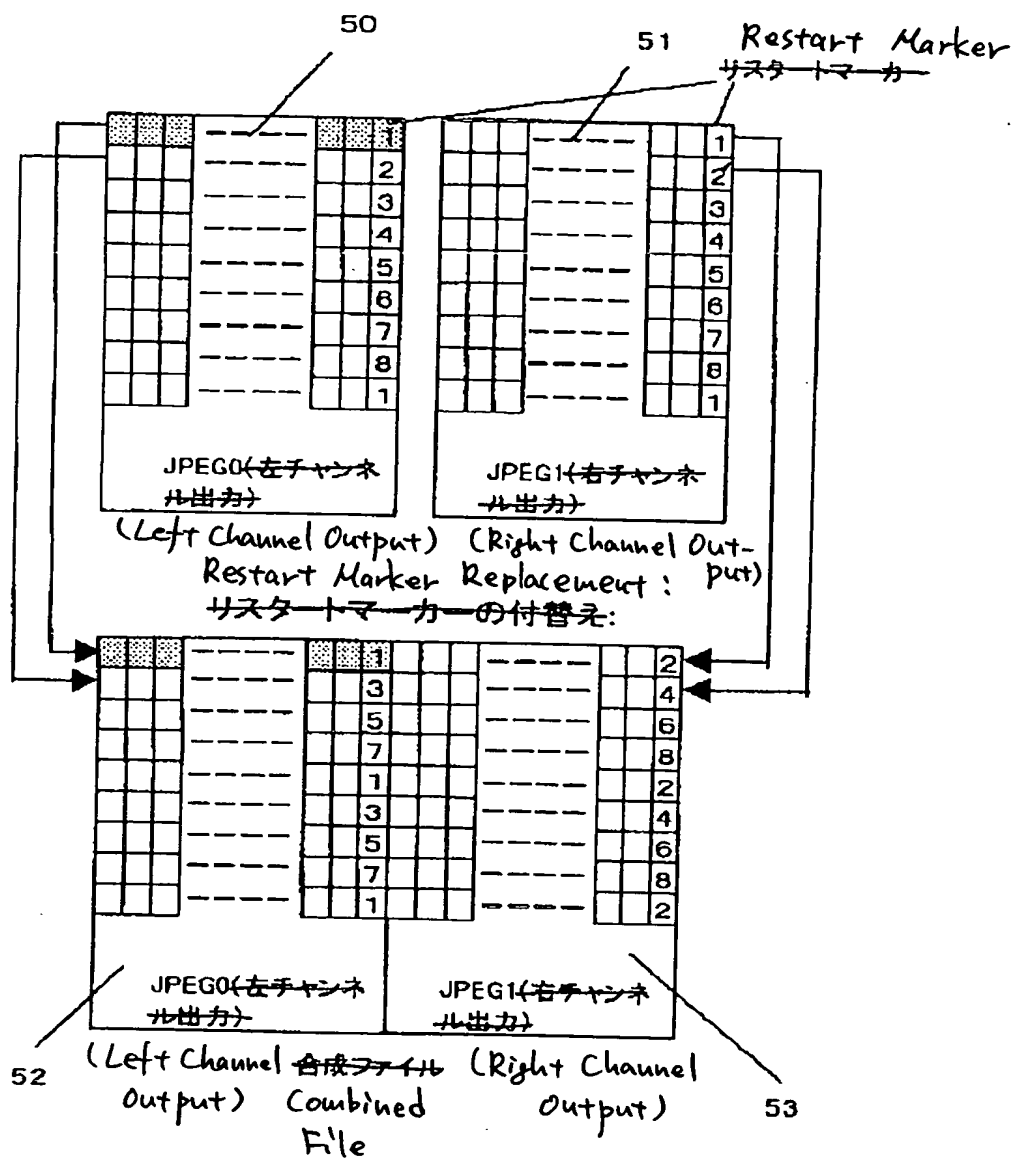 50
51
Restart Marker
リスタートマーカ
1 1
2 2
3 3
4 4
5 5
6 6
7 7
8 8
1 1
JPEG0(左チャンネ
ル出力)
JPEG1(右チャンネ
ル出力)
(Left Channel Output)
(Right Channel Out-
put)
Restart Marker Replacement:
リスタートマーカーの付替え:
1 2
3 4
5 6
7 8
1 2
3 4
5 6
7 8
1 2
JPEG0(左チャンネ
ル出力)
JPEG1(右チャンネ
ル出力)
52
(Left Channel
Output)
合成ファイル
Combined
File
(Right Channel
Output)
53